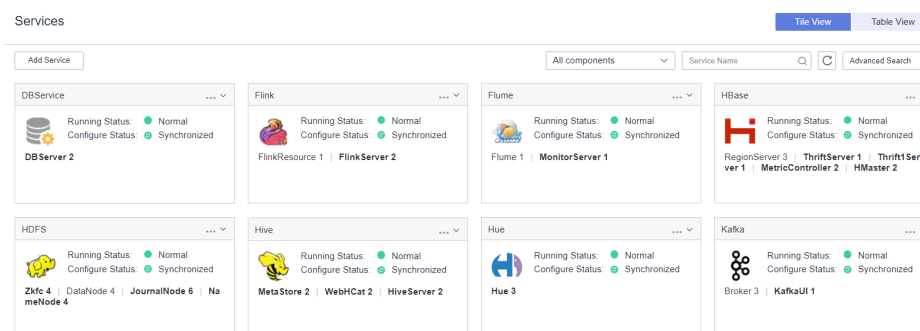 Services
Tile View
Table View
Add Service
All components
Service Name
Advanced Search
DBService
Running Status: Normal
Configure Status: Synchronized
DBServer 2
Flink
Running Status: Normal
Configure Status: Synchronized
FlinkResource 1 | FlinkServer 2
Flume
Running Status: Normal
Configure Status: Synchronized
Flume 1 | MonitorServer 1
HBase
Running Status: Normal
Configure Status: Synchronized
RegionServer 3 | ThriftServer 1 | Thrift1Ser
ver 1 | MetricController 2 | HMaster 2
HDFS
Running Status: Normal
Configure Status: Synchronized
Zkfc 4 | DataNode 4 | JournalNode 6 | Na
meNode 4
Hive
Running Status: Normal
Configure Status: Synchronized
MetaStore 2 | WebHCat 2 | HiveServer 2
Hue
Running Status: Normal
Configure Status: Synchronized
Hue 3
Kafka
Running Status: Normal
Configure Status: Synchronized
Broker 3 | KafkaUI 1